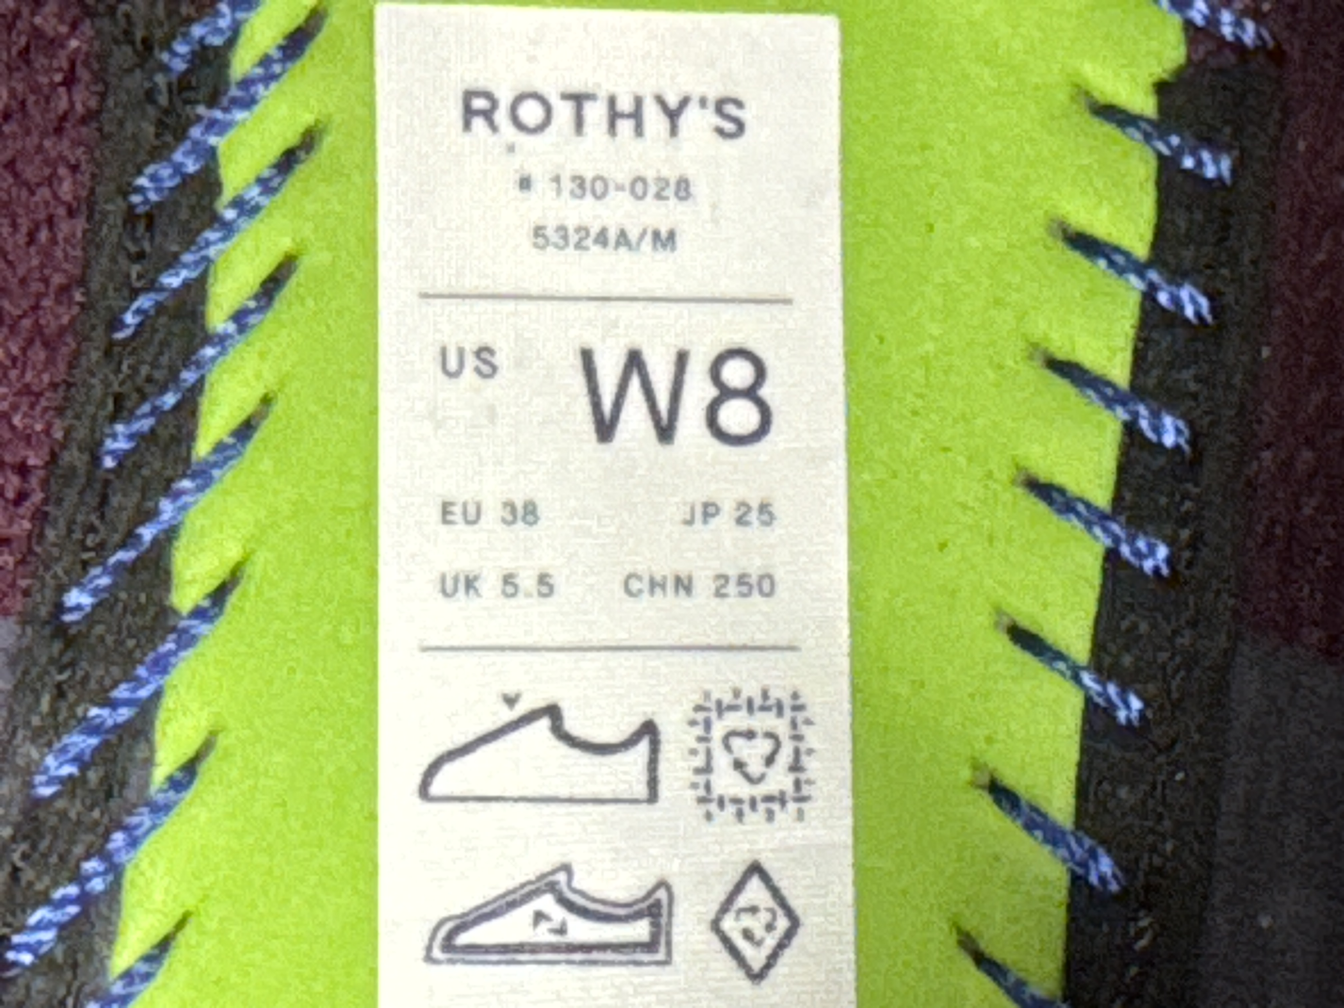 ROTHY'S
# 130-028
5324A/M
US W8
EU 38 JP 25
UK 5.5 CHN 250